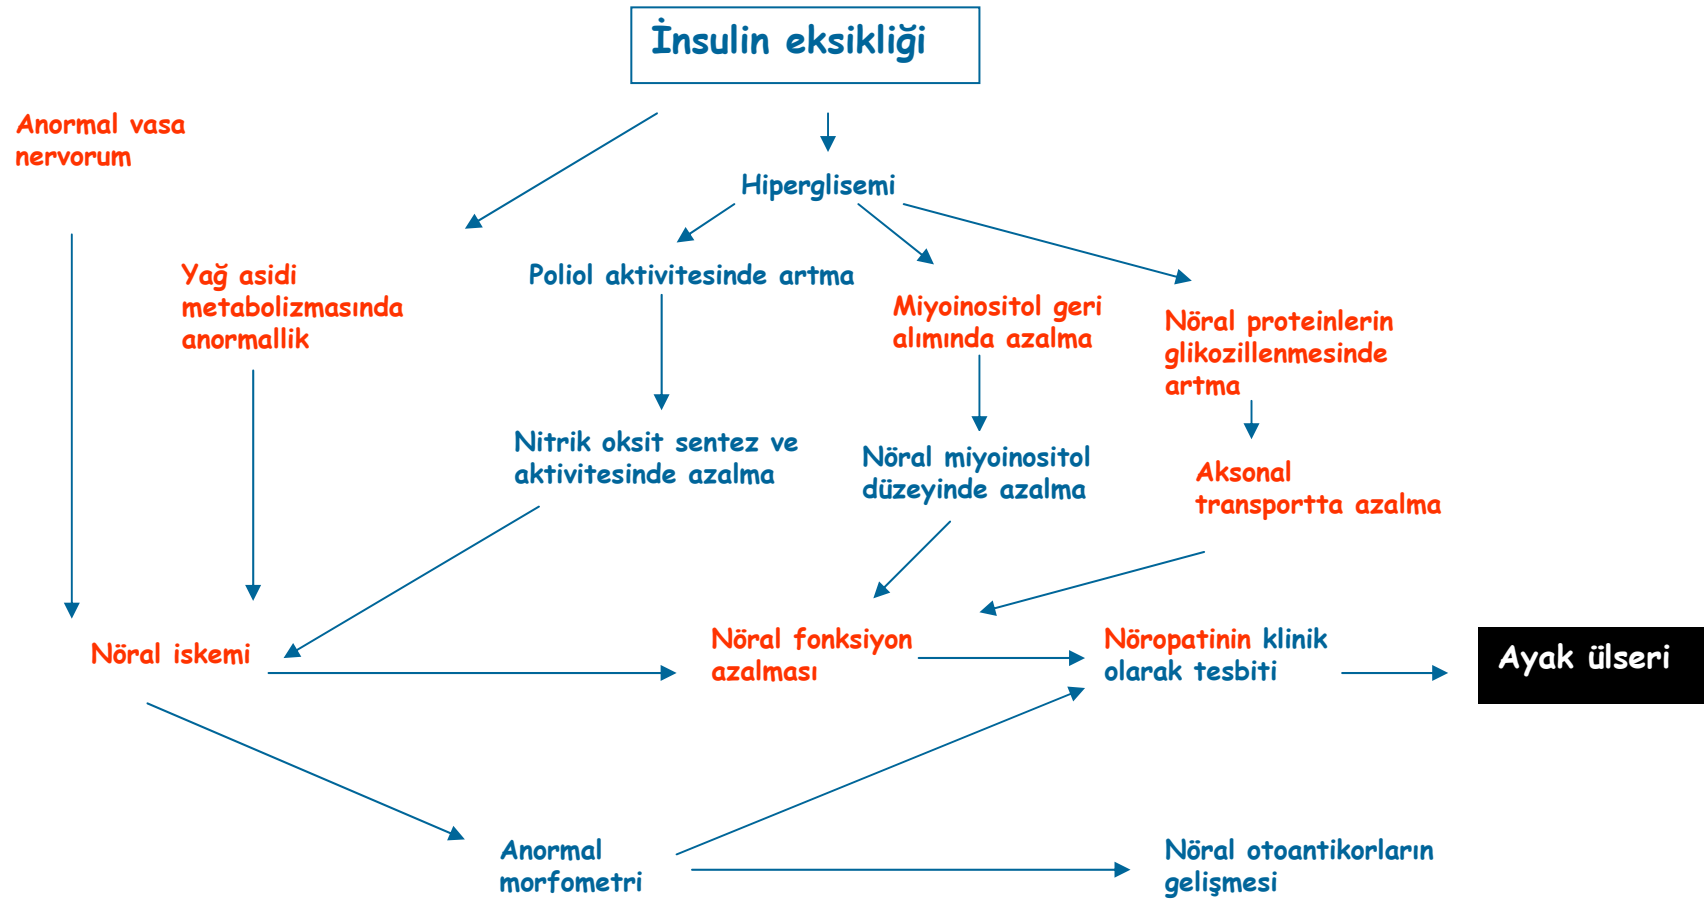 İnsulin eksikliği
Anormal vasa
nervorum
Hiperglisemi
Yağ asidi
metabolizmasında
anormallik
Poliol aktivitesinde artma
Miyoinositol geri
alımında azalma
Nöral proteinlerin
glikozillenmesinde
artma
Nitrik oksit sentez ve
aktivitesinde azalma
Nöral miyoinositol
düzeyinde azalma
Aksonal
transportta azalma
Nöral iskemi
Nöral fonksiyon
azalması
Nöropatinin klinik
olarak tesbiti
Ayak ülseri
Anormal
morfometri
Nöral otoantikorların
gelişmesi